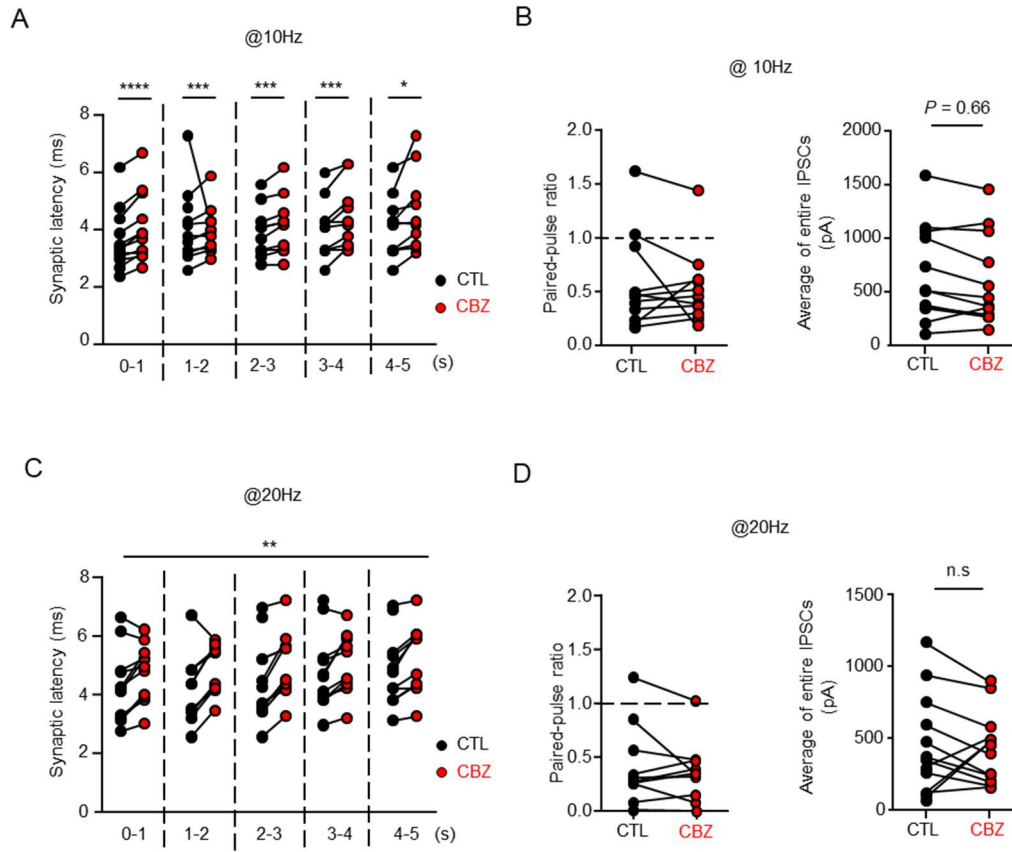 A
@10Hz
**** *** *** *** *
Synaptic latency (ms)
8
6
4
2
0
CTL
CBZ
0-1 1-2 2-3 3-4 4-5 (s)
B
@ 10Hz
Paired-pulse ratio
2.0
1.5
1.0
0.5
0.0
CTL CBZ
P = 0.66
Average of entire IPSCs
(pA)
2000
1500
1000
500
0
CTL CBZ
C
@20Hz
**
Synaptic latency (ms)
8
6
4
2
0
CTL
CBZ
0-1 1-2 2-3 3-4 4-5 (s)
D
@20Hz
Paired-pulse ratio
2.0
1.5
1.0
0.5
0.0
CTL CBZ
n.s
Average of entire IPSCs
(pA)
1500
1000
500
0
CTL CBZ